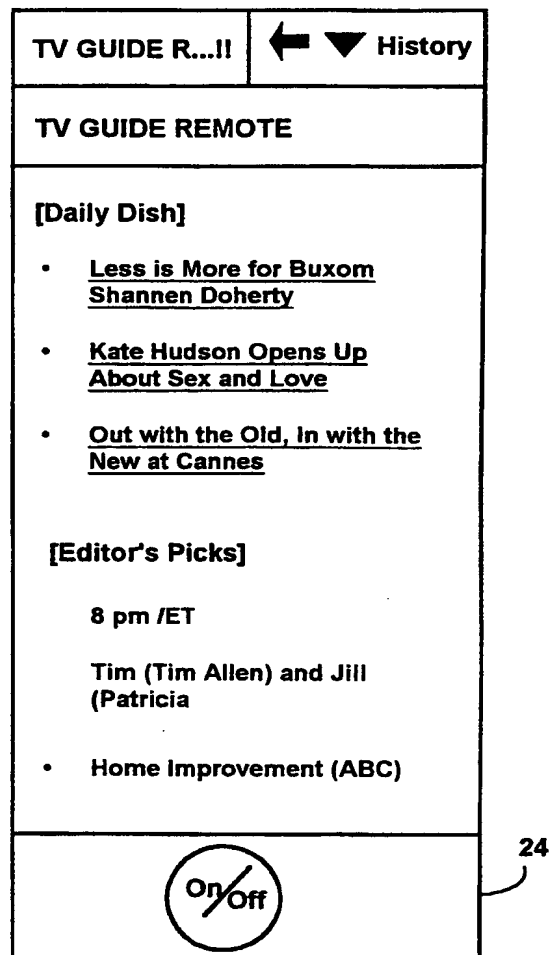 TV GUIDE R...!!
History
TV GUIDE REMOTE
[Daily Dish]
• Less is More for Buxom
Shannen Doherty
• Kate Hudson Opens Up
About Sex and Love
• Out with the Old, In with the
New at Cannes
[Editor's Picks]
8 pm /ET
Tim (Tim Allen) and Jill
(Patricia
• Home Improvement (ABC)
On/Off
24